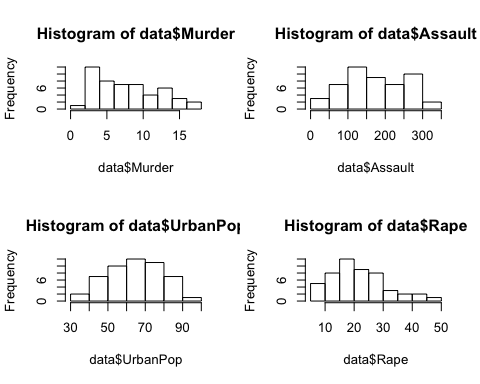 Histogram of data$Murder
Frequency
0 6
0 5 10 15
data$Murder
Histogram of data$Assault
Frequency
0 6
0 100 200 300
data$Assault
Histogram of data$UrbanPop
Frequency
0 6
30 50 70 90
data$UrbanPop
Histogram of data$Rape
Frequency
0 6
10 20 30 40 50
data$Rape